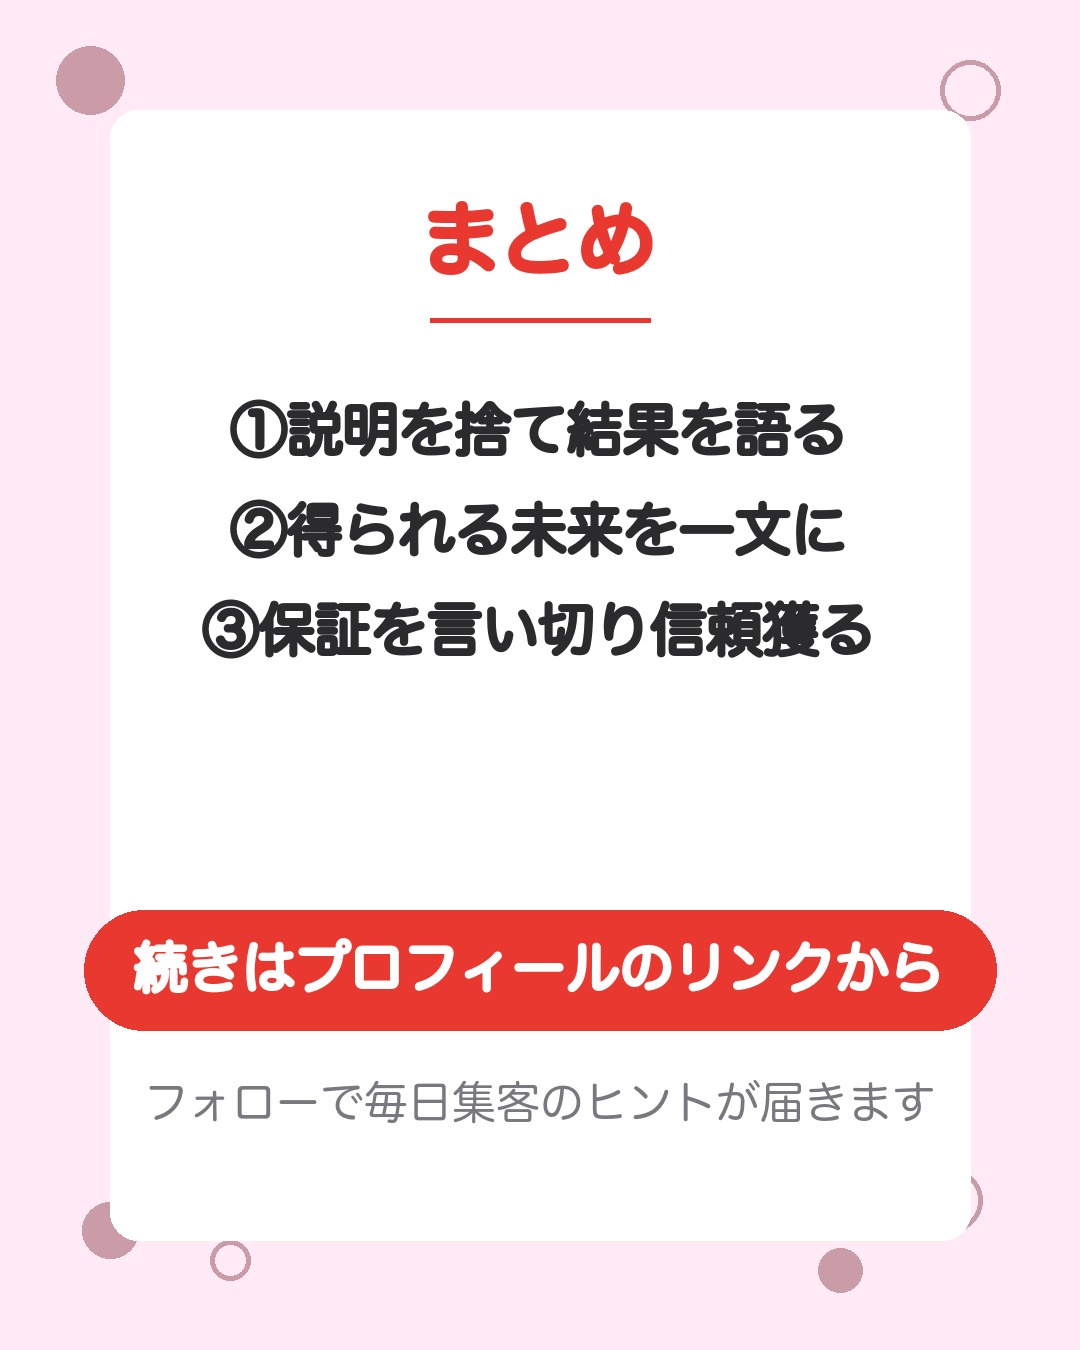 まとめ
①説明を捨て結果を語る
②得られる未来を一文に
③保証を言い切り信頼獲る
続きはプロフィールのリンクから
フォローで毎日集客のヒントが届きます